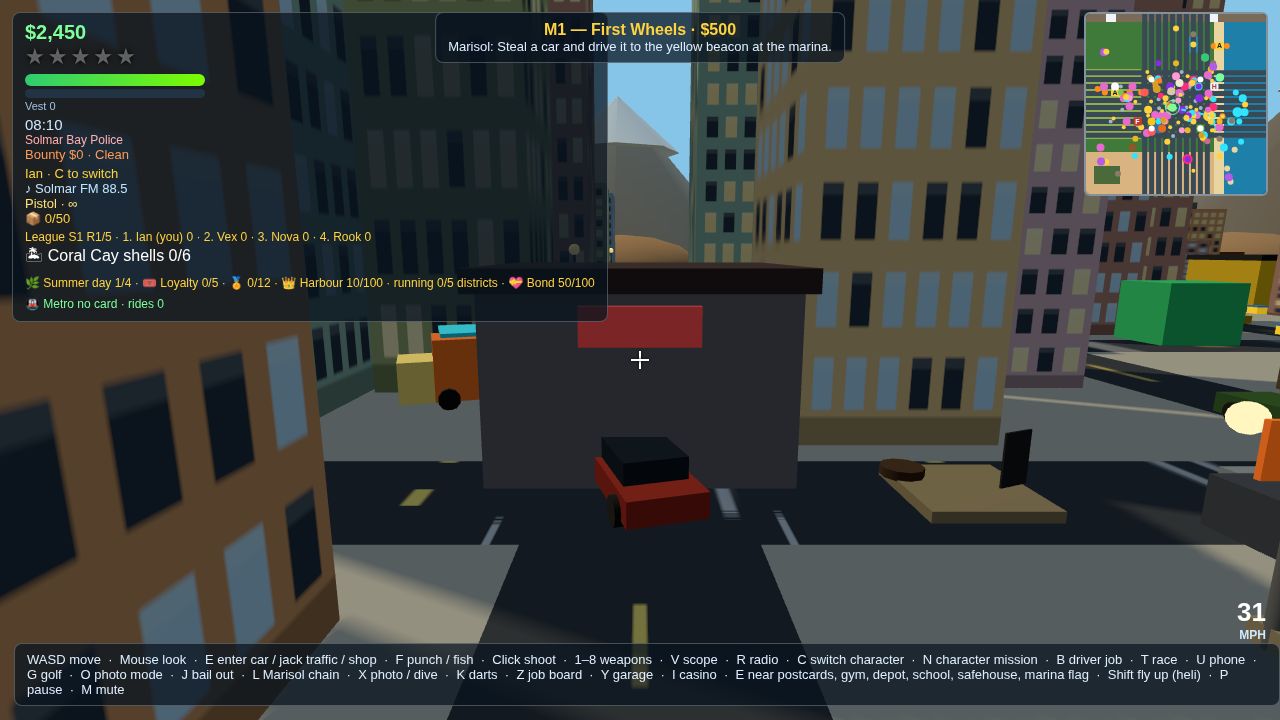 $2,450
★★★★★
Vest 0
08:10
Solmar Bay Police
Bounty $0 · Clean
Ian · C to switch
♪ Solmar FM 88.5
Pistol · ∞
📦 0/50
League S1 R1/5 · 1. Ian (you) 0 · 2. Vex 0 · 3. Nova 0 · 4. Rook 0
🏝 Coral Cay shells 0/6
🌿 Summer day 1/4 · 🎟 Loyalty 0/5 · 🏅 0/12 · 👑 Harbour 10/100 · running 0/5 districts · 💝 Bond 50/100
🚇 Metro no card · rides 0
M1 — First Wheels · $500
Marisol: Steal a car and drive it to the yellow beacon at the marina.
A
A
H
F
31
MPH
WASD move · Mouse look · E enter car / jack traffic / shop · F punch / fish · Click shoot · 1–8 weapons · V scope · R radio · C switch character · N character mission · B driver job · T race · U phone ·
G golf · O photo mode · J bail out · L Marisol chain · X photo / dive · K darts · Z job board · Y garage · I casino · E near postcards, gym, depot, school, safehouse, marina flag · Shift fly up (heli) · P
pause · M mute